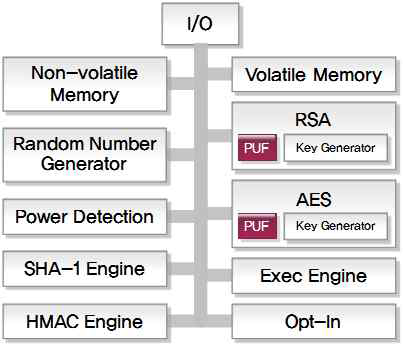 I/O
Non-volatile
Memory
Volatile Memory
Random Number
Generator
RSA
PUF Key Generator
Power Detection
AES
PUF Key Generator
SHA-1 Engine
Exec Engine
HMAC Engine
Opt-In